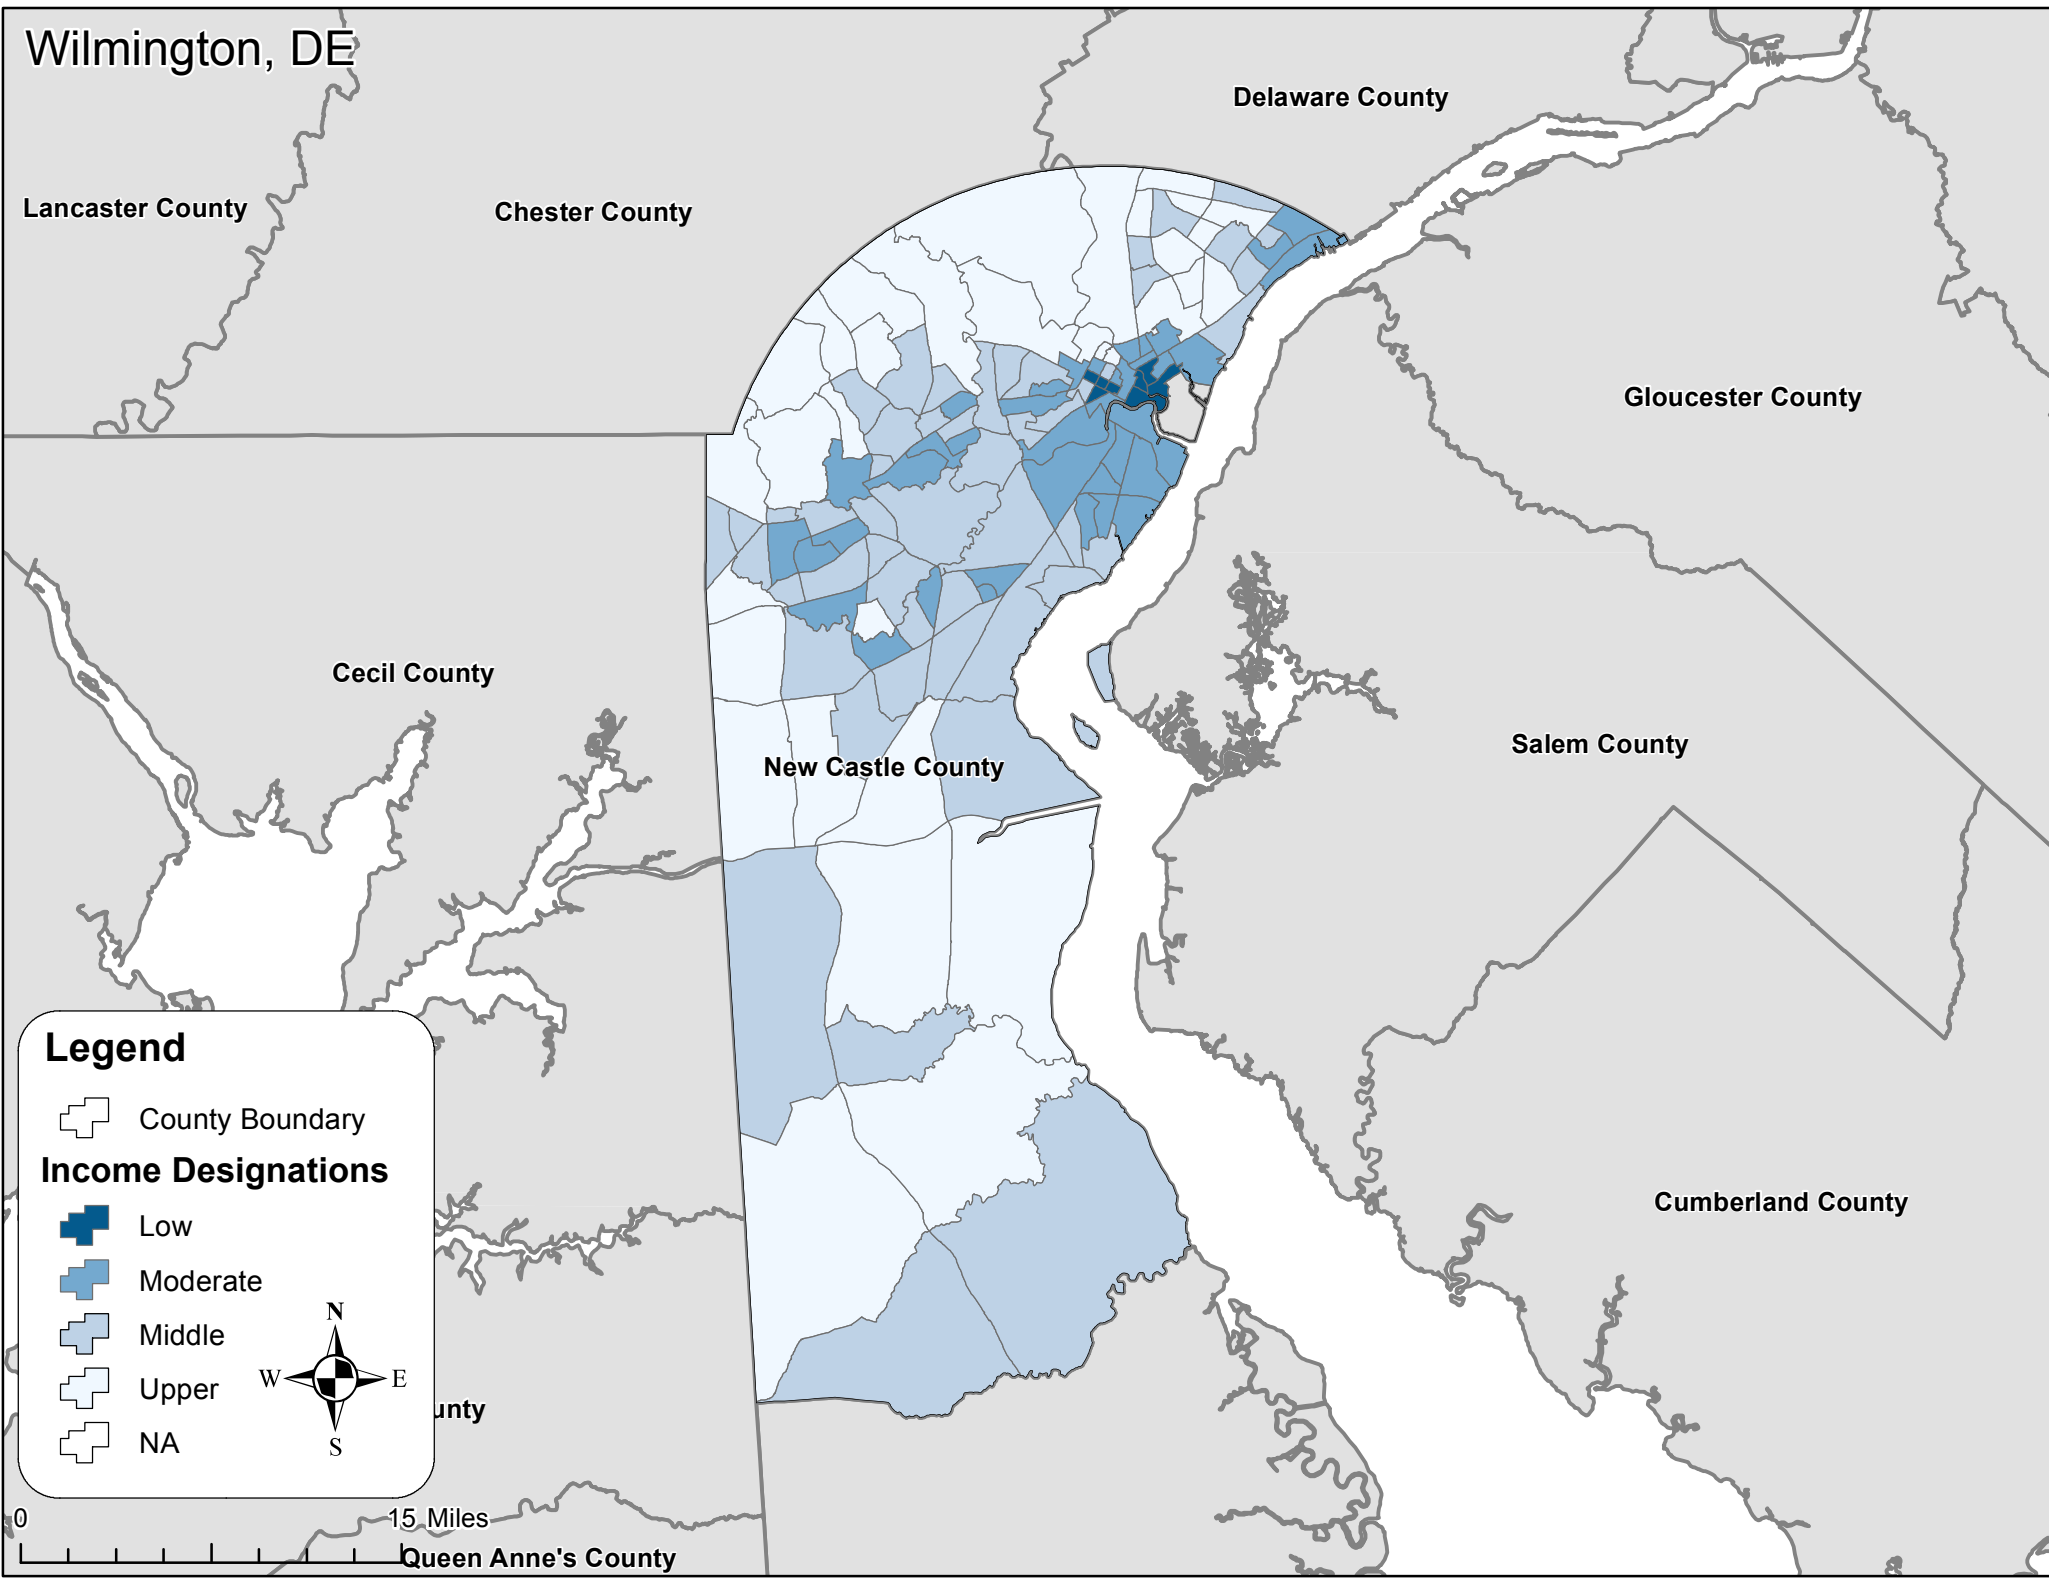 Wilmington, DE
Delaware County
Lancaster County
Chester County
Gloucester County
Cecil County
Salem County
New Castle County
Cumberland County
Legend
County Boundary
Income Designations
Low
Moderate
Middle
Upper
NA
N
W
E
S
unty
0
15 Miles
Queen Anne's County